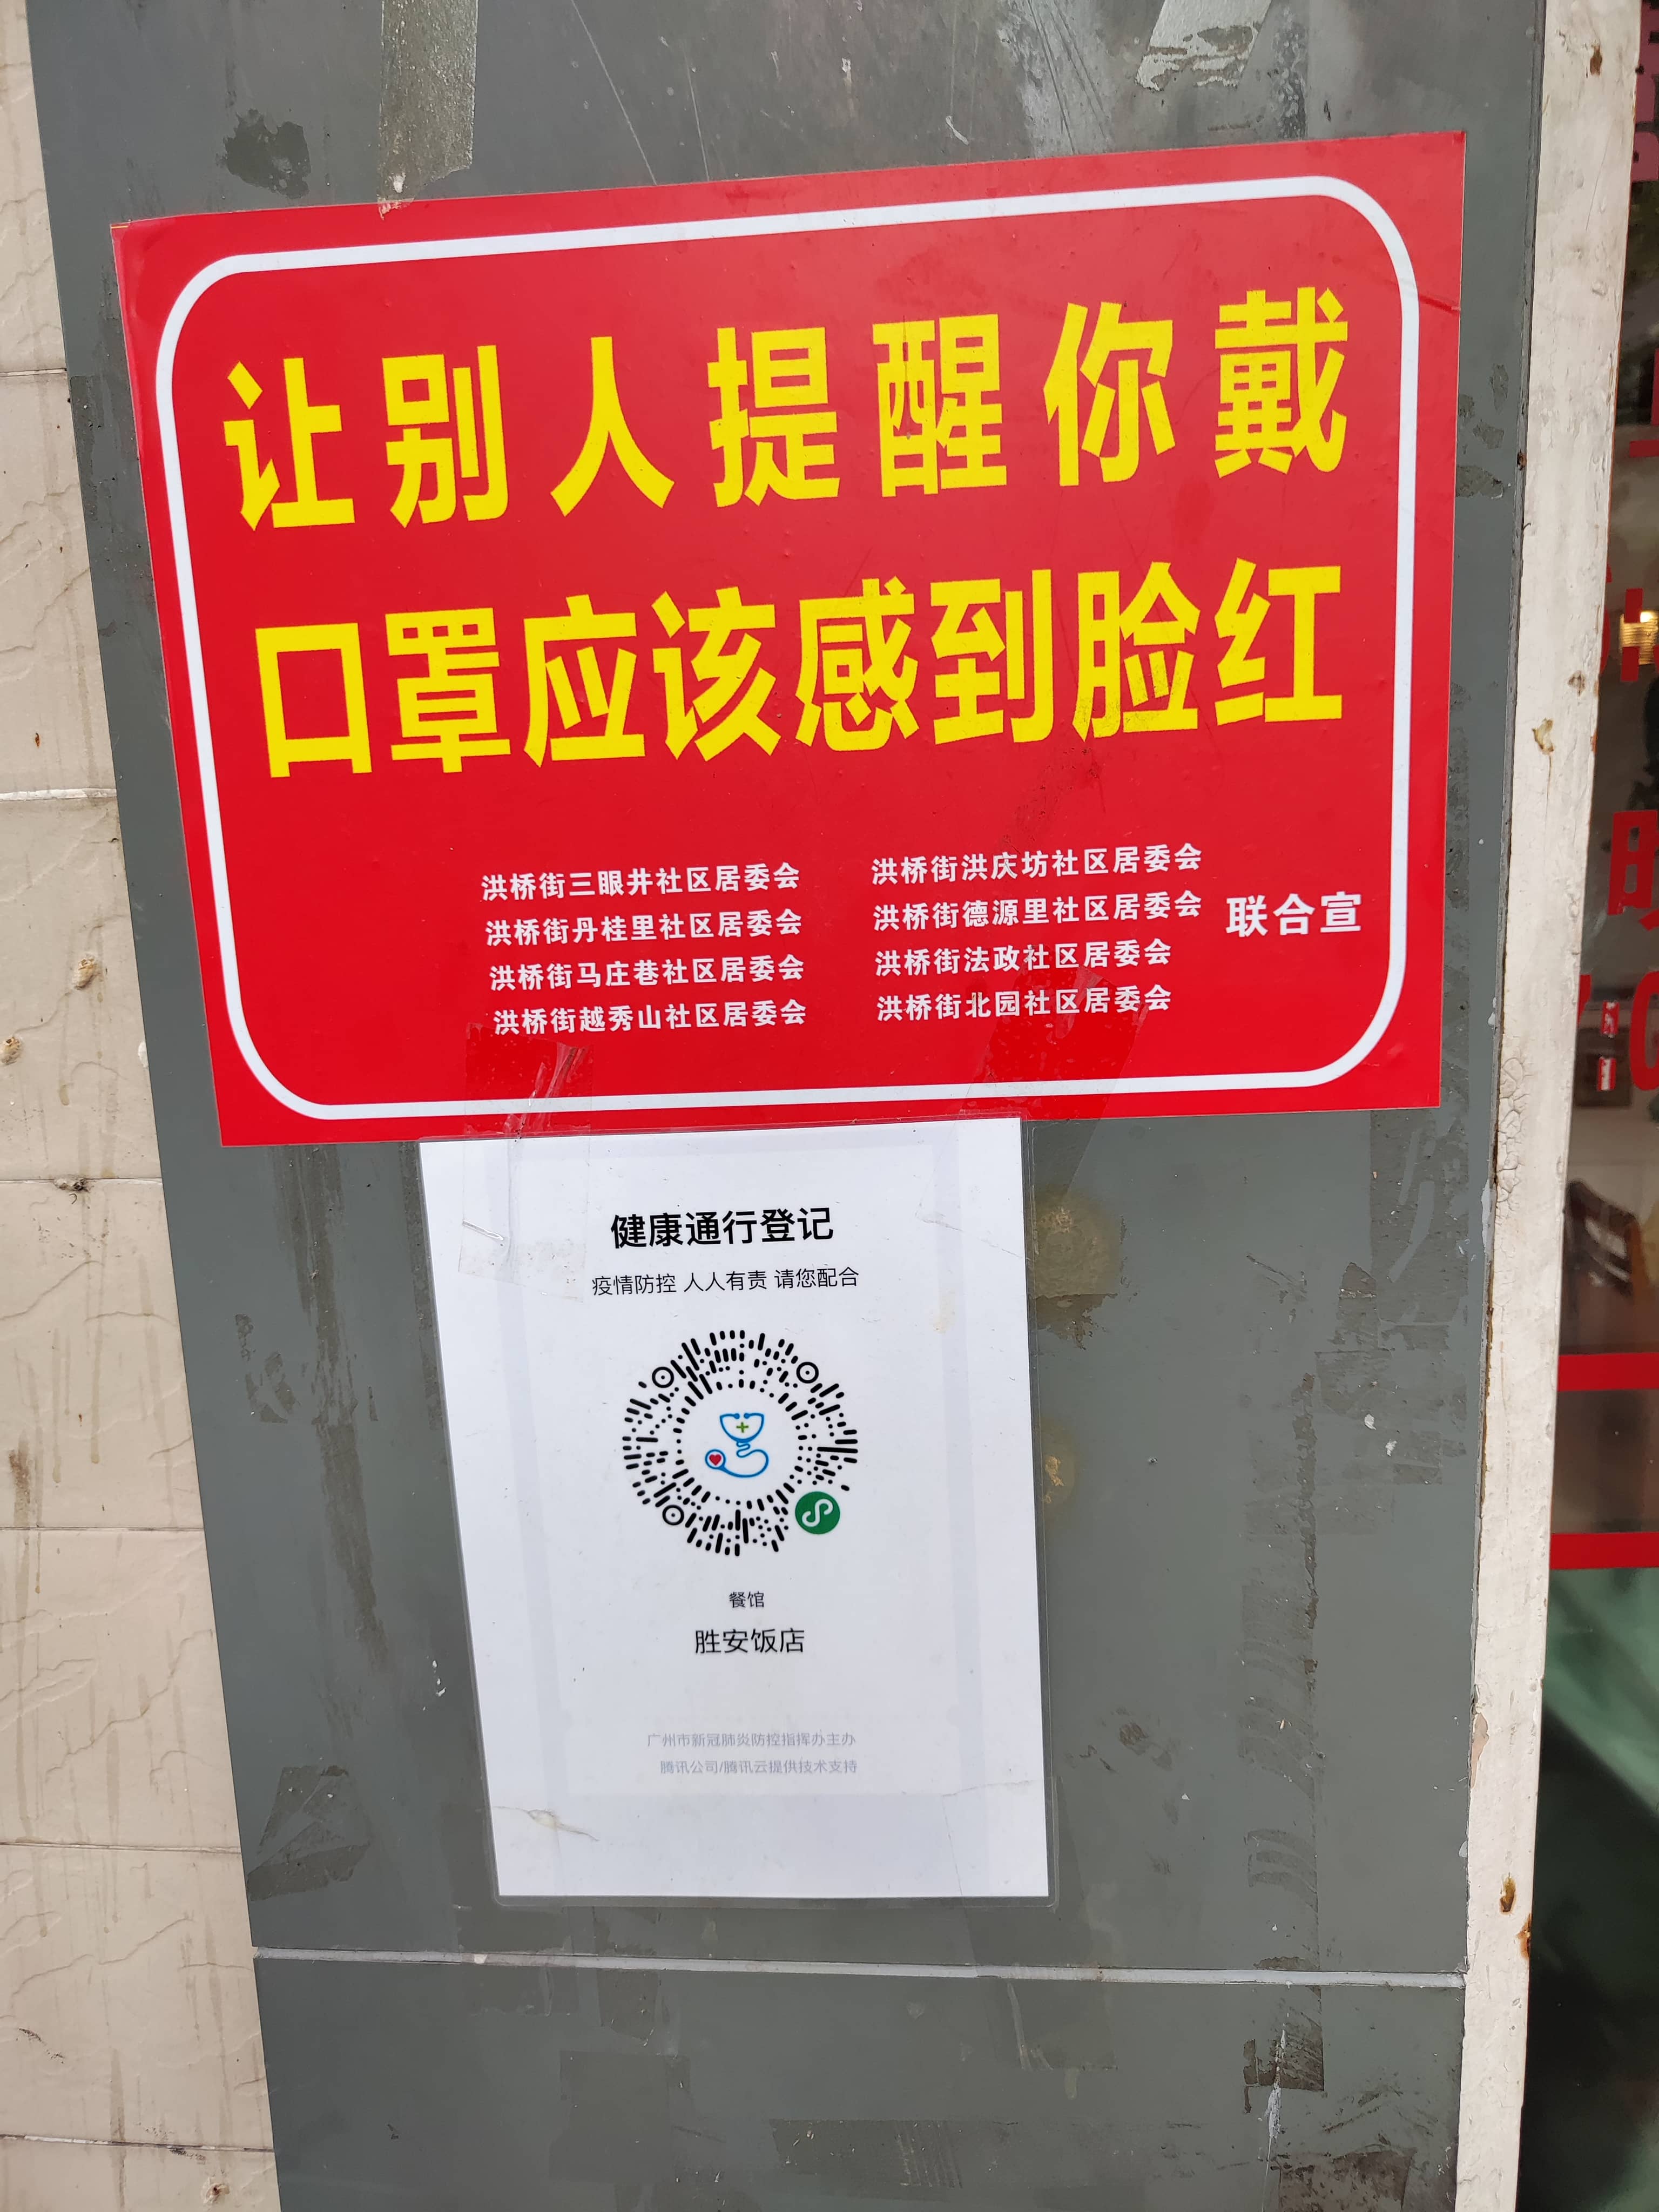 让别人提醒你戴
口罩应该感到脸红
洪桥街三眼井社区居委会
洪桥街丹桂里社区居委会
洪桥街马庄巷社区居委会
洪桥街越秀山社区居委会
洪桥街洪庆坊社区居委会
洪桥街德源里社区居委会
洪桥街法政社区居委会
洪桥街北园社区居委会
联合宣
健康通行登记
疫情防控 人人有责 请您配合
餐馆
胜安饭店
广州市新冠肺炎防控指挥办主办
腾讯公司/腾讯云提供技术支持